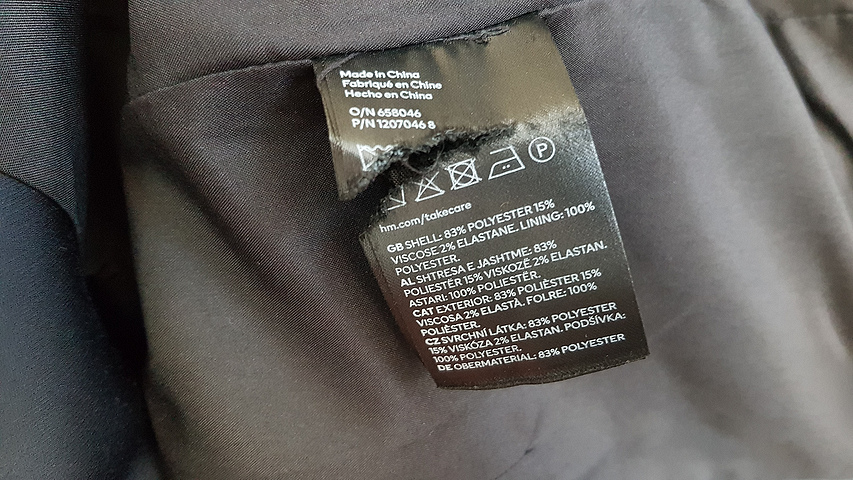 Made in China
Fabriqué en Chine
Hecho en China
O/N 658046
P/N 1207046 8
P
hm.com/takecare
GB SHELL: 83% POLYESTER 15%
VISCOSE 2% ELASTANE. LINING: 100%
POLYESTER.
AL SHTRESA E JASHTME: 83%
POLIESTËR 15% VISKOZË 2% ELASTAN.
ASTARI: 100% POLIESTËR.
CAT EXTERIOR: 83% POLIÈSTER 15%
VISCOSA 2% ELASTÀ. FOLRE: 100%
POLIÈSTER.
CZ SVRCHNÍ LÁTKA: 83% POLYESTER
15% VISKÓZA 2% ELASTAN. PODŠÍVKA:
100% POLYESTER.
DE OBERMATERIAL: 83% POLYESTER